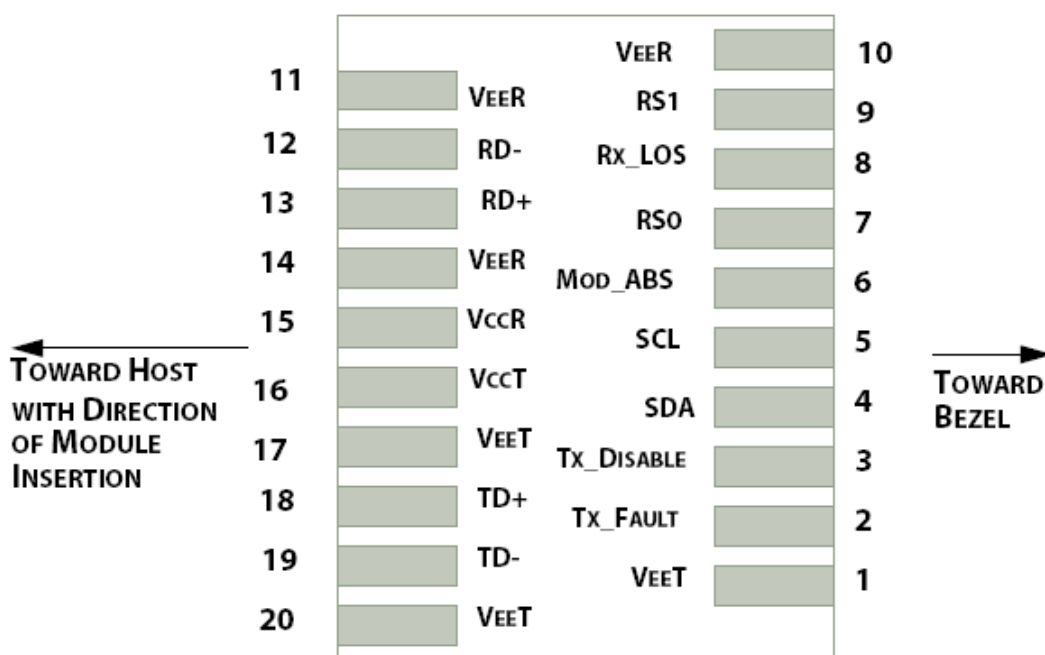 11
VEER
12
RD-
13
RD+
14
VEER
15
VCCR
16
VCCT
17
VEET
18
TD+
19
TD-
20
VEET
VEER
10
RS1
9
RX_LOS
8
RS0
7
MOD_ABS
6
SCL
5
SDA
4
TX_DISABLE
3
TX_FAULT
2
VEET
1
TOWARD HOST
WITH DIRECTION
OF MODULE
INSERTION
TOWARD
BEZEL